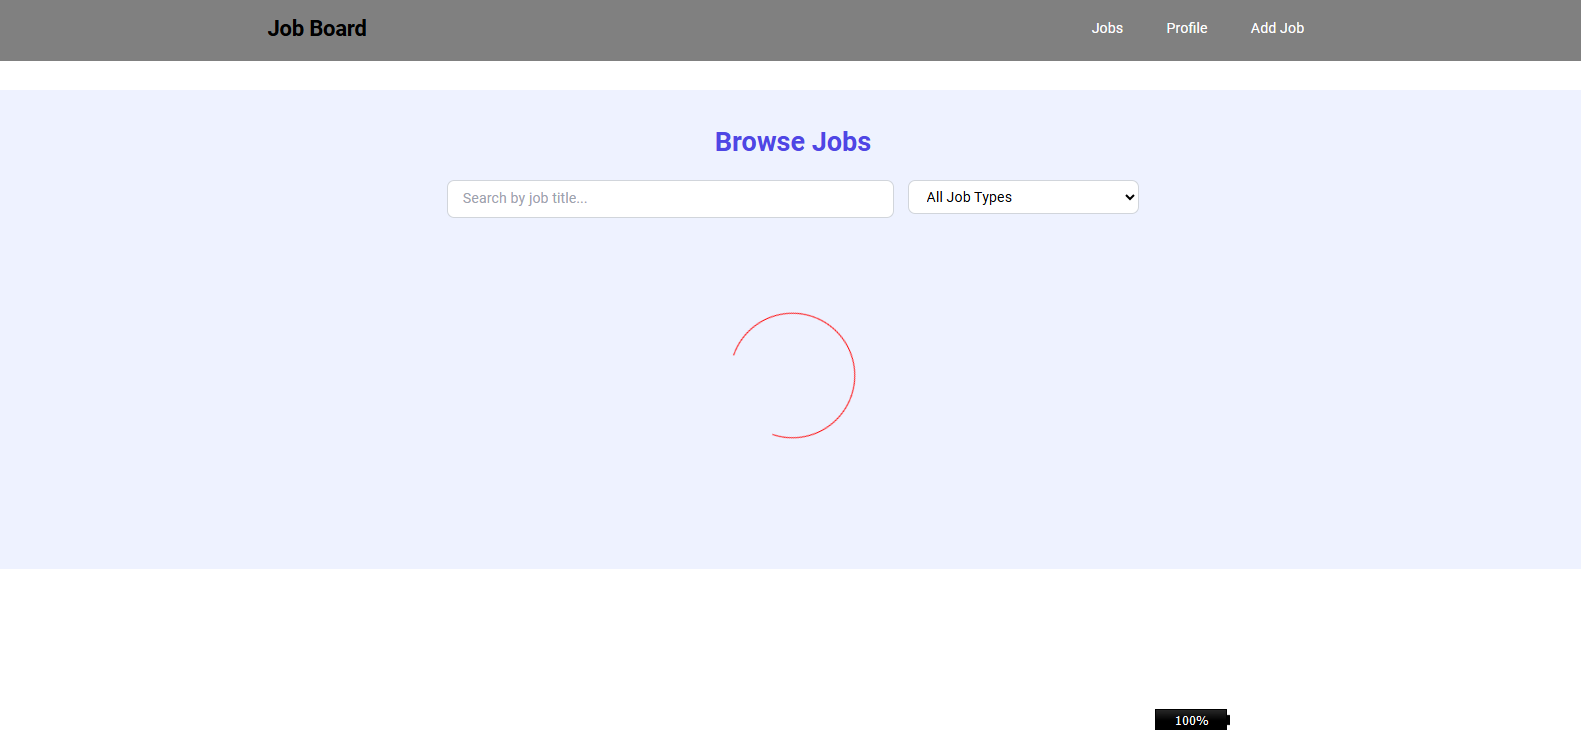 Job Board
Jobs
Profile
Add Job
Browse Jobs
Search by job title...
All Job Types
100%